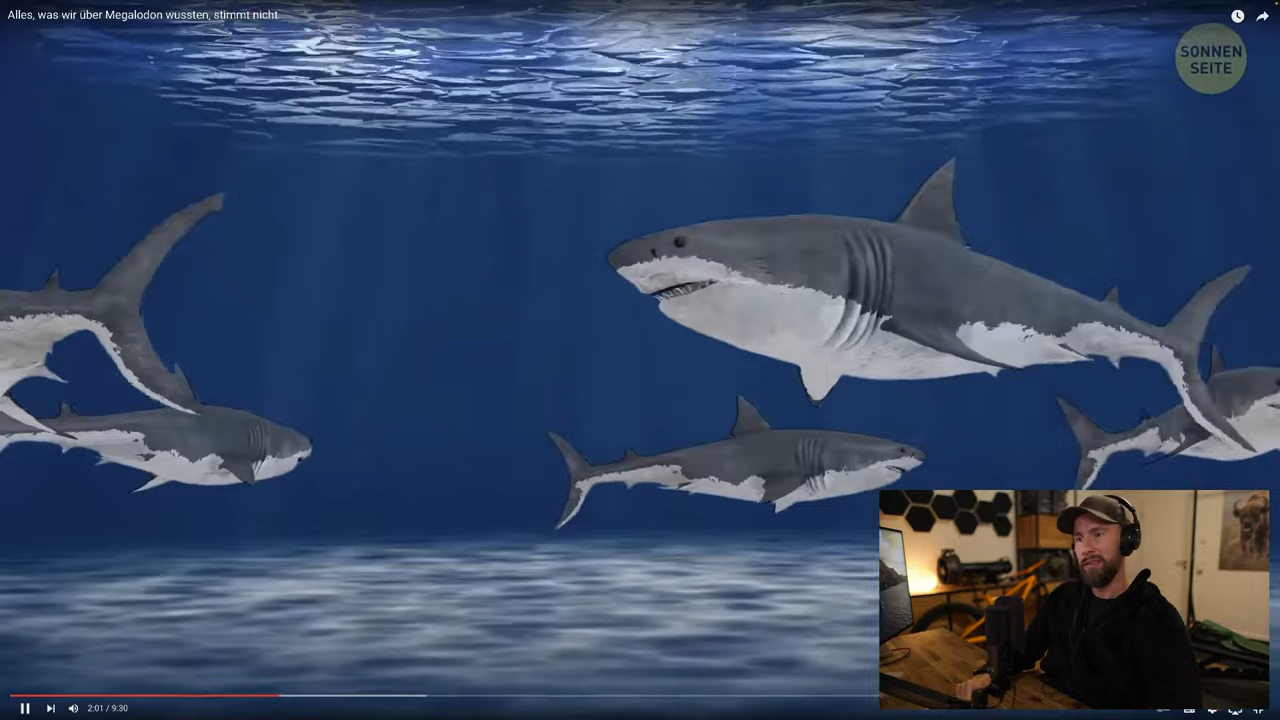 Alles, was wir über Megalodon wussten, stimmt nicht
SONNEN
SEITE
2:01 / 9:30